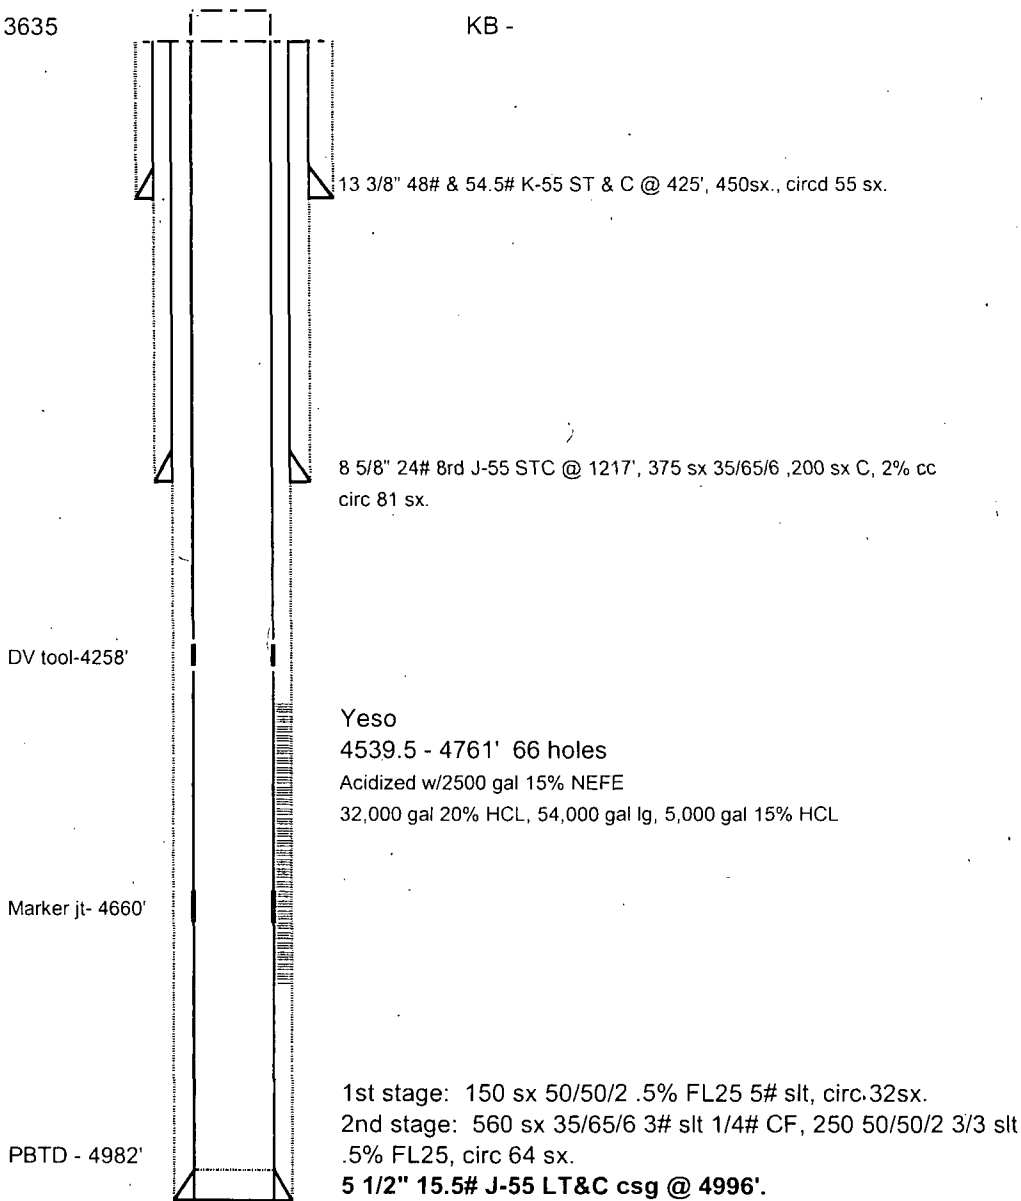 3635
KB -
13 3/8" 48# & 54.5# K-55 ST & C @ 425', 450sx., circd 55 sx.
8 5/8" 24# 8rd J-55 STC @ 1217', 375 sx 35/65/6 ,200 sx C, 2% cc
circ 81 sx.
DV tool-4258'
Yeso
4539.5 - 4761' 66 holes
Acidized w/2500 gal 15% NEFE
32,000 gal 20% HCL, 54,000 gal lg, 5,000 gal 15% HCL
Marker jt- 4660'
1st stage: 150 sx 50/50/2 .5% FL25 5# slt, circ.32sx.
2nd stage: 560 sx 35/65/6 3# slt 1/4# CF, 250 50/50/2 3/3 slt
.5% FL25, circ 64 sx.
PBTD - 4982'
5 1/2" 15.5# J-55 LT&C csg @ 4996'.